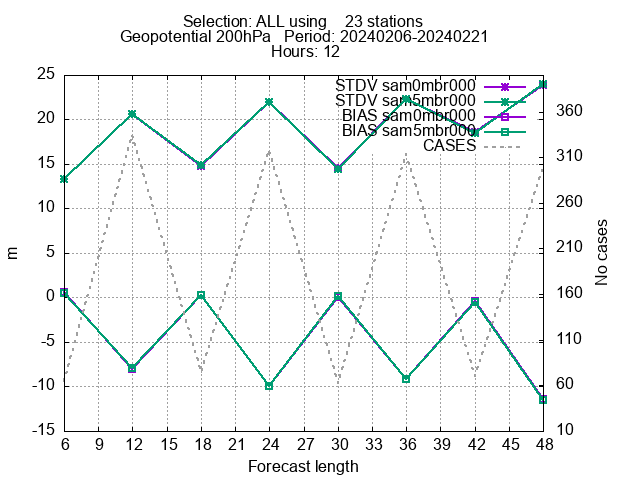 Selection: ALL using    23 stations
Geopotential 200hPa   Period: 20240206-20240221
Hours: 12
STDV sam0mbr000
STDV sam5mbr000
BIAS sam0mbr000
BIAS sam5mbr000
CASES
25
20
15
10
5
0
-5
-10
-15
m
360
310
260
210
160
110
60
10
No cases
6 9 12 15 18 21 24 27 30 33 36 39 42 45 48
Forecast length